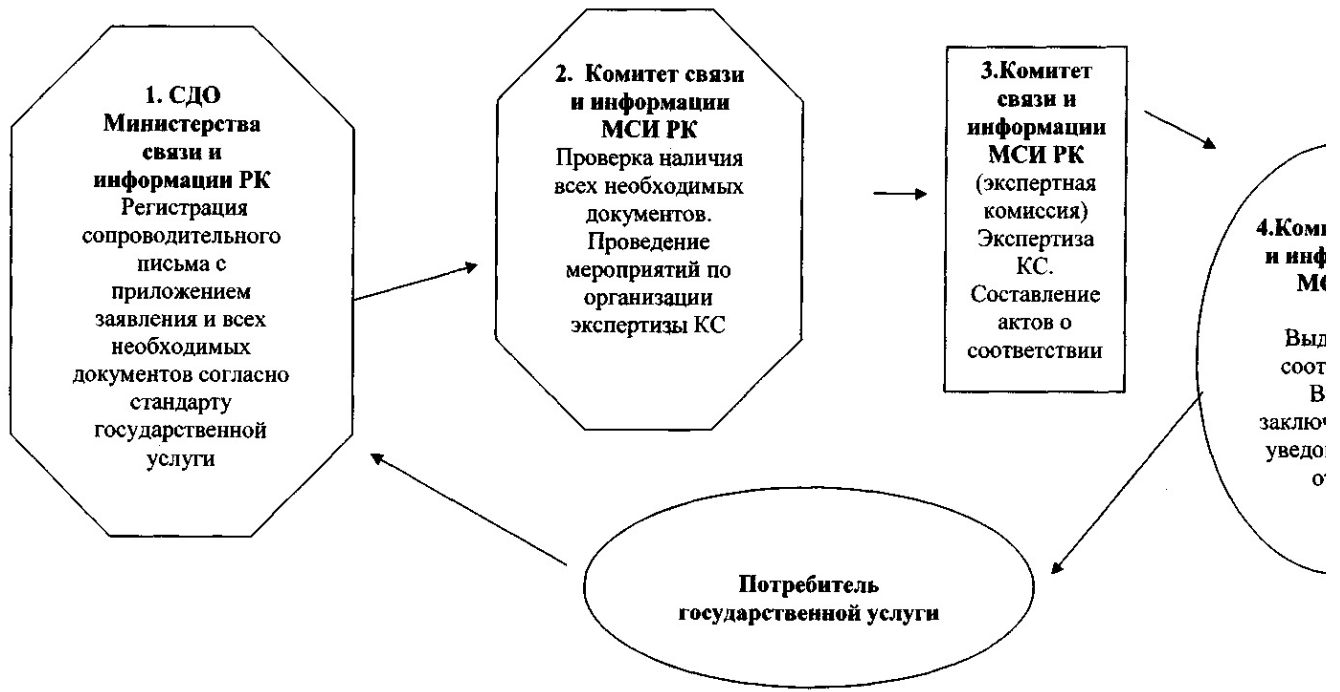 1. СДО
Министерства
связи и
информации РК
Регистрация
сопроводительного
письма с
приложением
заявления и всех
необходимых
документов согласно
стандарту
государственной
услуги
2. Комитет связи
и информации
МСИ РК
Проверка наличия
всех необходимых
документов.
Проведение
мероприятий по
организации
экспертизы КС
3.Комитет
связи и
информации
МСИ РК
(экспертная
комиссия)
Экспертиза
КС.
Составление
актов о
соответствии
4.
и
Потребитель
государственной услуги